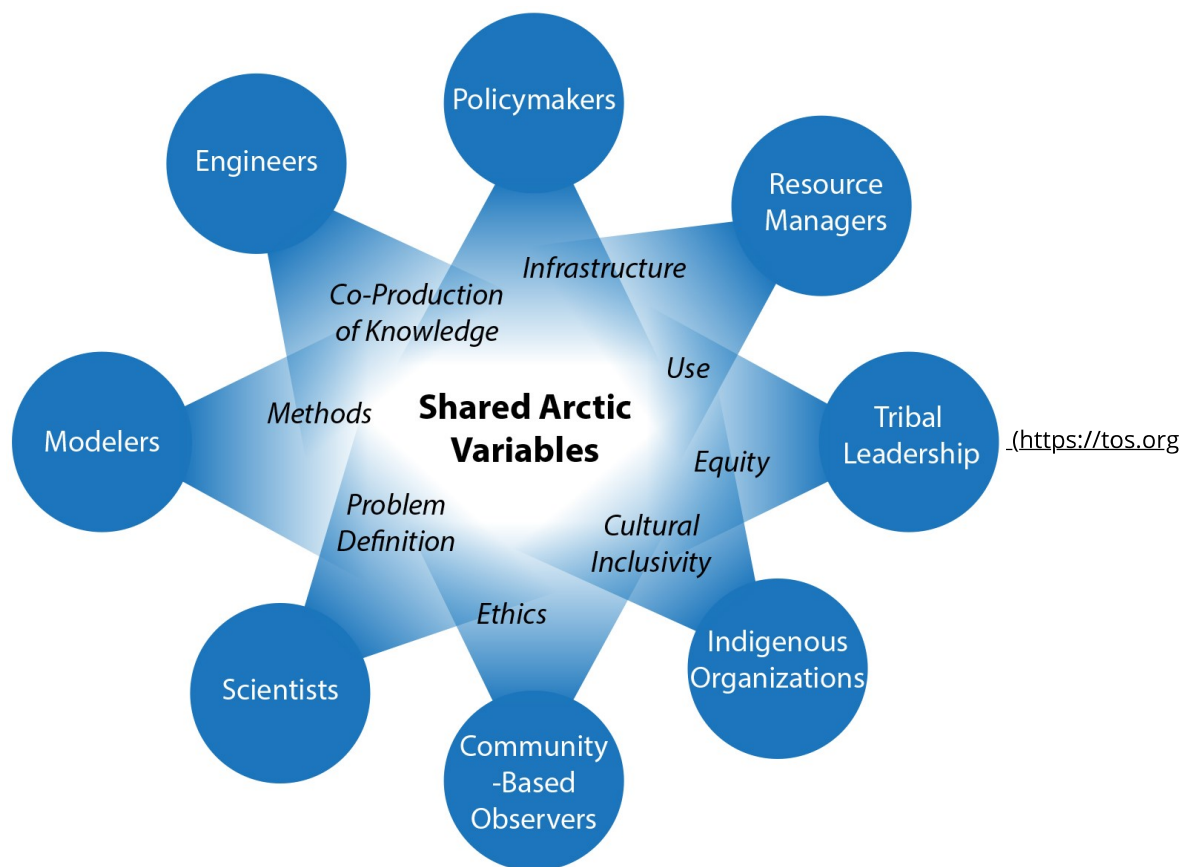 Policymakers
Engineers
Resource
Managers
Infrastructure
Co-Production
of Knowledge
Use
Shared Arctic
Variables
Methods
Modelers
Tribal
Leadership
(https://tos.org
Equity
Problem
Definition
Cultural
Inclusivity
Ethics
Scientists
Indigenous
Organizations
Community
-Based
Observers